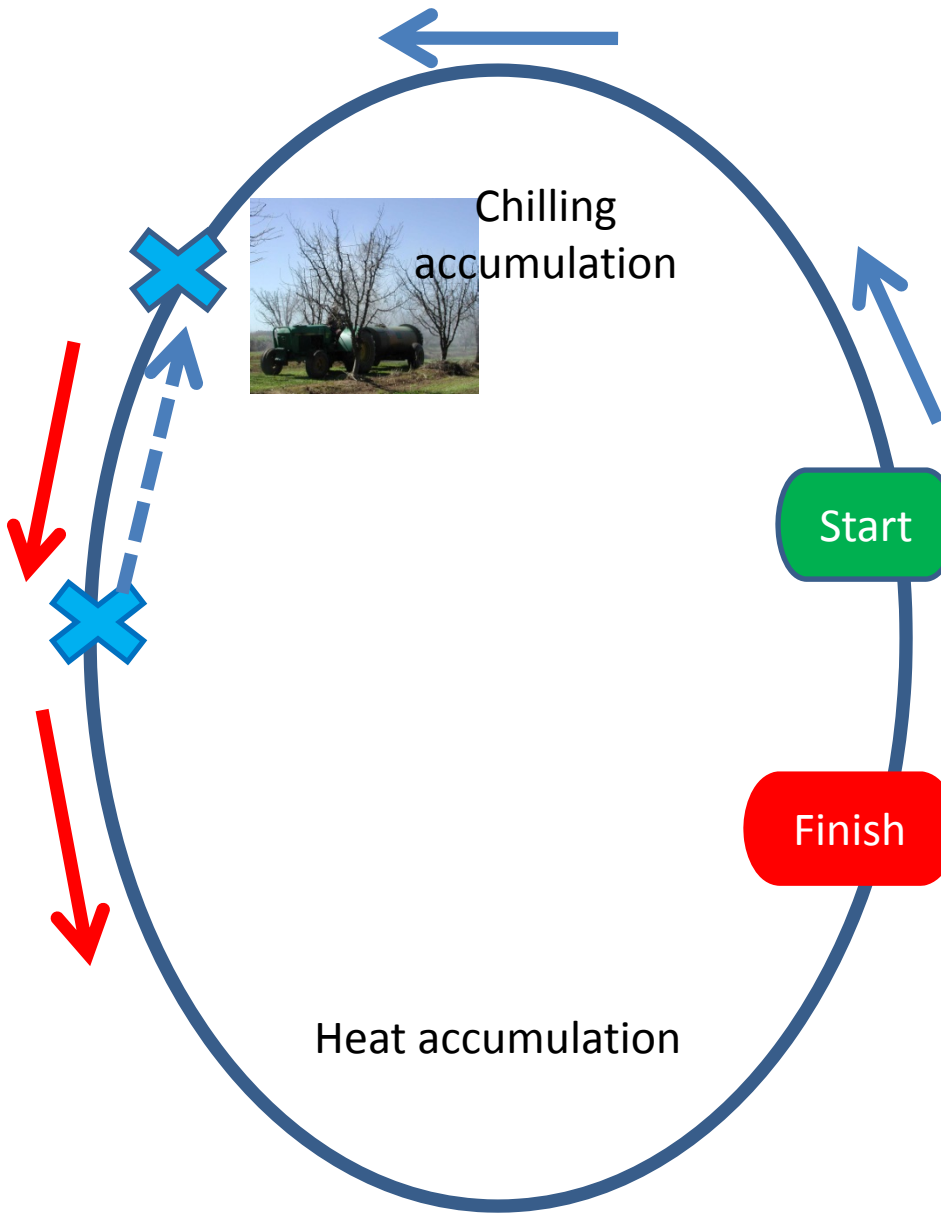 Chilling
accumulation
Start
Finish
Heat accumulation